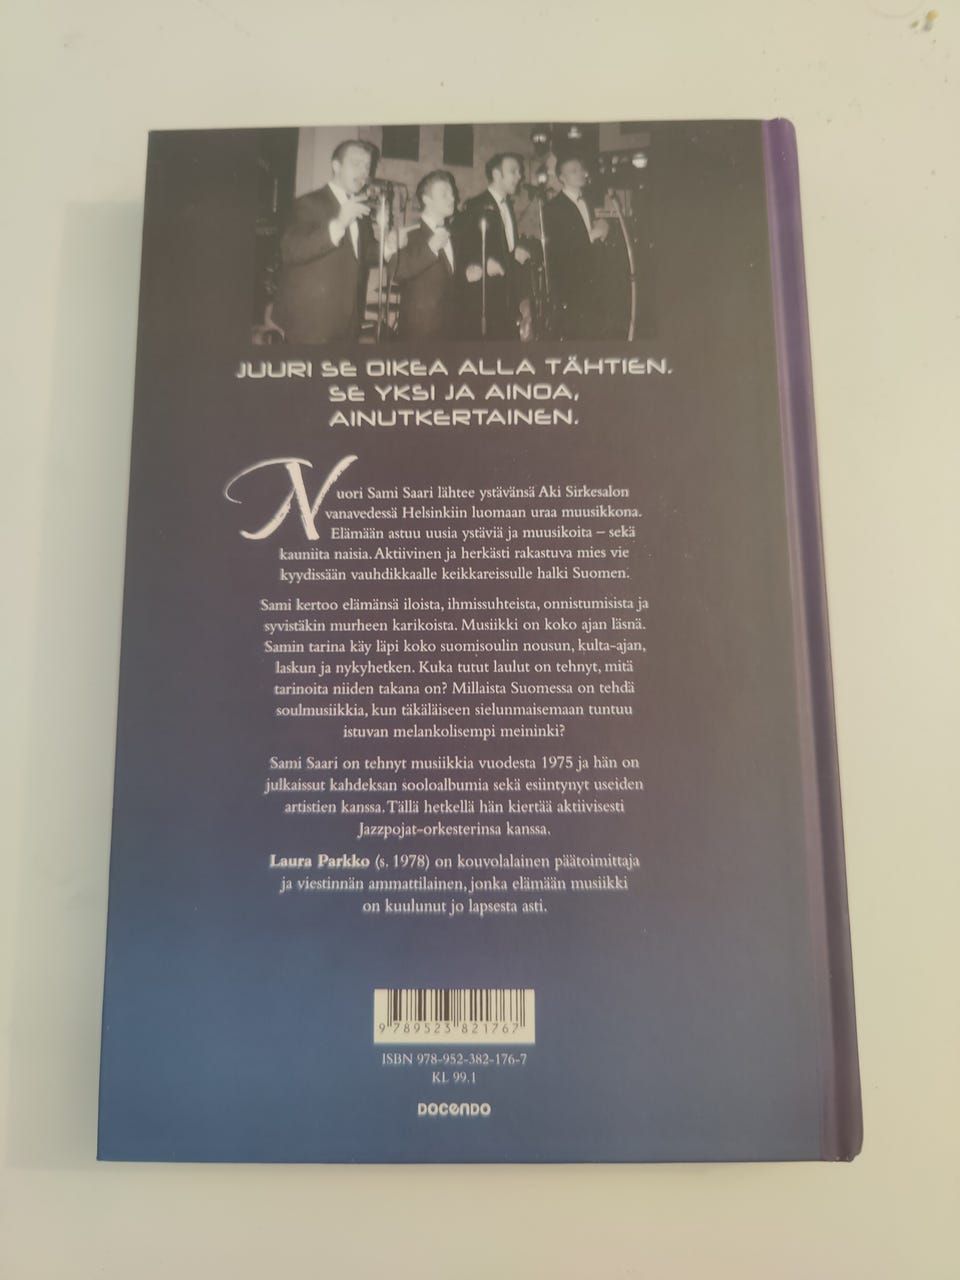 JUURI SE OIKEA ALLA TÄHTIEN.
SE YKSI JA AINOA,
AINUTKERTAINEN.
Nuori Sami Saari lähtee ystävänsä Aki Sirkesalon
vanavedessä Helsinkiin luomaan uraa muusikkona.
Elämään astuu uusia ystäviä ja muusikoita – sekä
kauniita naisia. Aktiivinen ja herkästi rakastuva mies vie
kyydissään vauhdikkaalle keikkareissulle halki Suomen.
Sami kertoo elämänsä iloista, ihmissuhteista, onnistumisista ja
syvistäkin murheen karikoista. Musiikki on koko ajan läsnä.
Samin tarina käy läpi koko suomisoulin nousun, kulta-ajan,
laskun ja nykyhetken. Kuka tutut laulut on tehnyt, mitä
tarinoita niiden takana on? Millaista Suomessa on tehdä
soulmusiikkia, kun täkäläiseen sielunmaisemaan tuntuu
istuvan melankolisempi meininki?
Sami Saari on tehnyt musiikkia vuodesta 1975 ja hän on
julkaissut kahdeksan sooloalbumia sekä esiintynyt useiden
artistien kanssa. Tällä hetkellä hän kiertää aktiivisesti
Jazzpojat-orkesterinsa kanssa.
Laura Parkko (s. 1978) on kouvolalainen päätoimittaja
ja viestinnän ammattilainen, jonka elämään musiikki
on kuulunut jo lapsesta asti.
9 789523 821767
ISBN 978-952-382-176-7
KL 99.1
DOCENDO